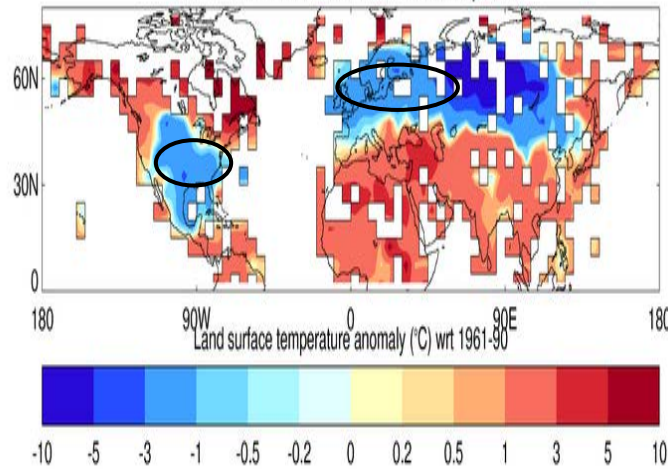 60N
30N
0
180 90W 0 90E 180
Land surface temperature anomaly (°C) wrt 1961-90
-10 -5 -3 -1 -0.5 -0.2 0 0.2 0.5 1 3 5 10